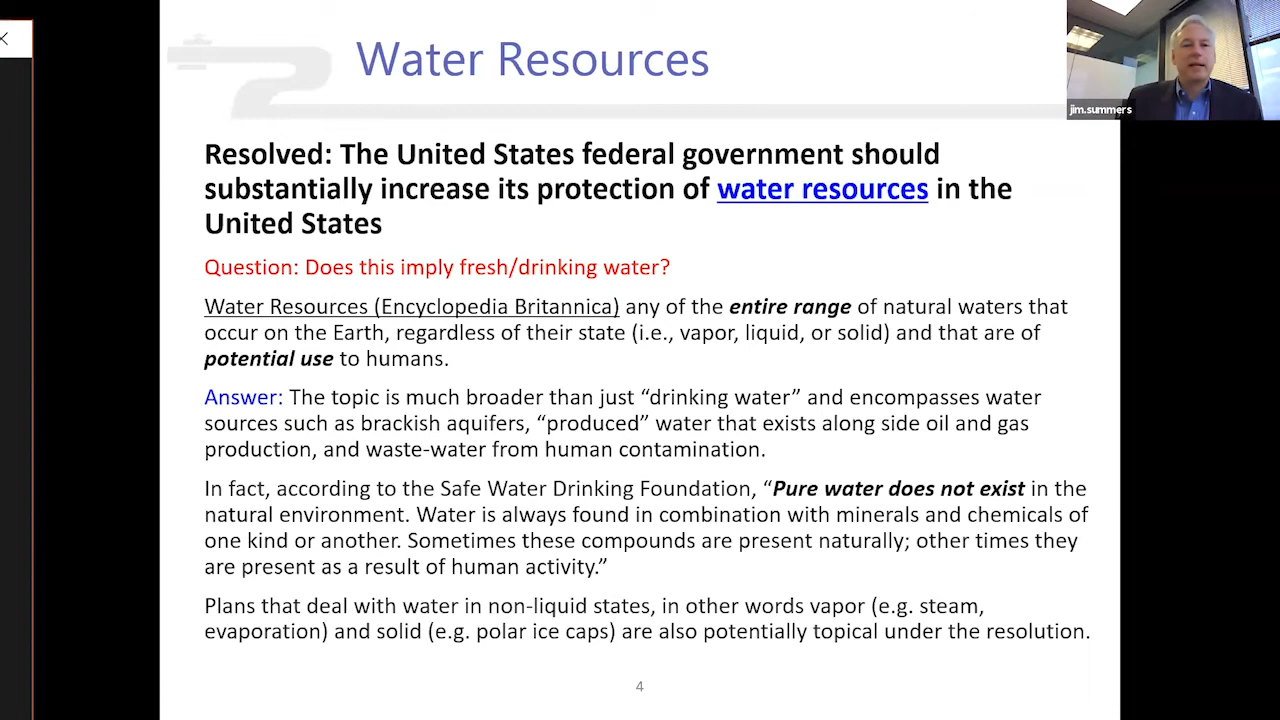 Water Resources
jim.summers
Resolved: The United States federal government should
substantially increase its protection of water resources in the
United States
Question: Does this imply fresh/drinking water?
Water Resources (Encyclopedia Britannica) any of the entire range of natural waters that
occur on the Earth, regardless of their state (i.e., vapor, liquid, or solid) and that are of
potential use to humans.
Answer: The topic is much broader than just “drinking water” and encompasses water
sources such as brackish aquifers, “produced” water that exists along side oil and gas
production, and waste-water from human contamination.
In fact, according to the Safe Water Drinking Foundation, “Pure water does not exist in the
natural environment. Water is always found in combination with minerals and chemicals of
one kind or another. Sometimes these compounds are present naturally; other times they
are present as a result of human activity.”
Plans that deal with water in non-liquid states, in other words vapor (e.g. steam,
evaporation) and solid (e.g. polar ice caps) are also potentially topical under the resolution.
4